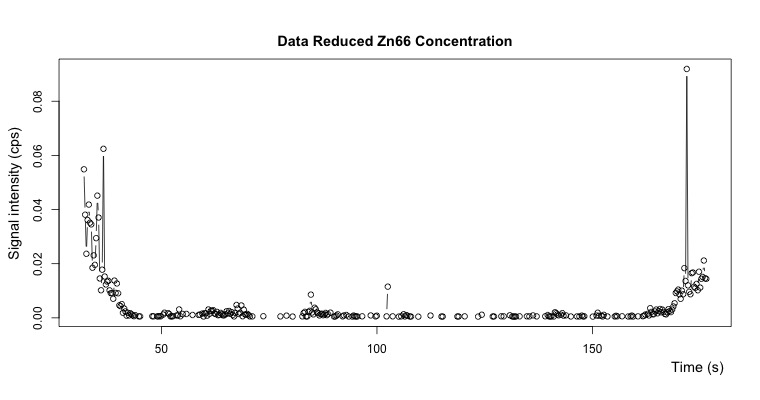 Data Reduced Zn66 Concentration
Signal intensity (cps)
0.08
0.06
0.04
0.02
0.00
50
100
150
Time (s)